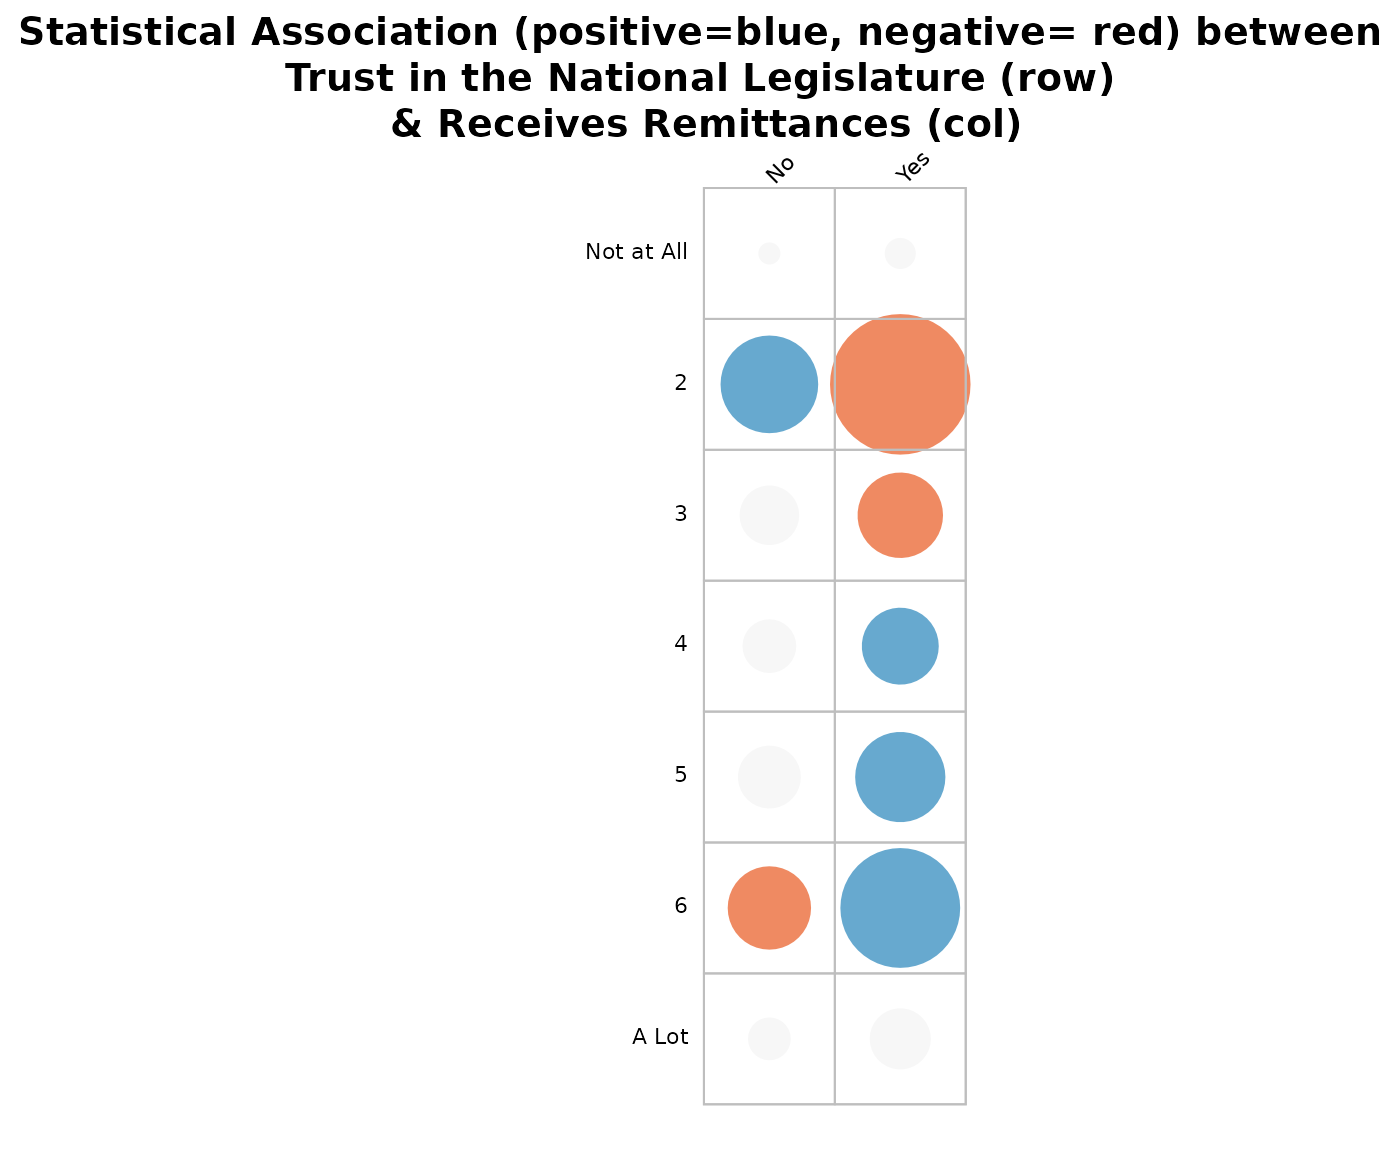 Statistical Association (positive=blue, negative= red) between
Trust in the National Legislature (row)
& Receives Remittances (col)
No Yes
Not at All
2
3
4
5
6
A Lot